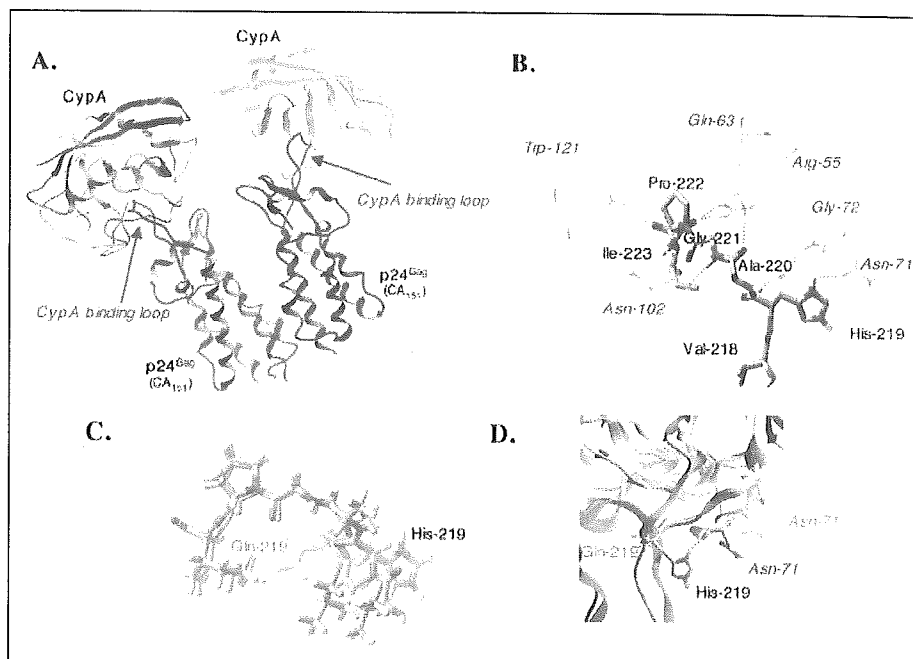 A.
CypA
CypA
CypA binding loop
CypA binding loop
p24Gag
(CA151)
p24Gag
(CA151)
B.
Gln-63
Trp-121
Arg-55
Pro-222
Gly-72
Gly-221
Ile-223
Ala-220
Asn-71
Asn-102
His-219
Val-218
C.
His-219
Gln-219
D.
Asn-71
Gln-219
Asn-71
His-219